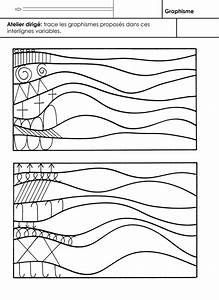 Graphisme
Atelier dirigé: trace les graphismes proposés dans ces
interlignes variables.